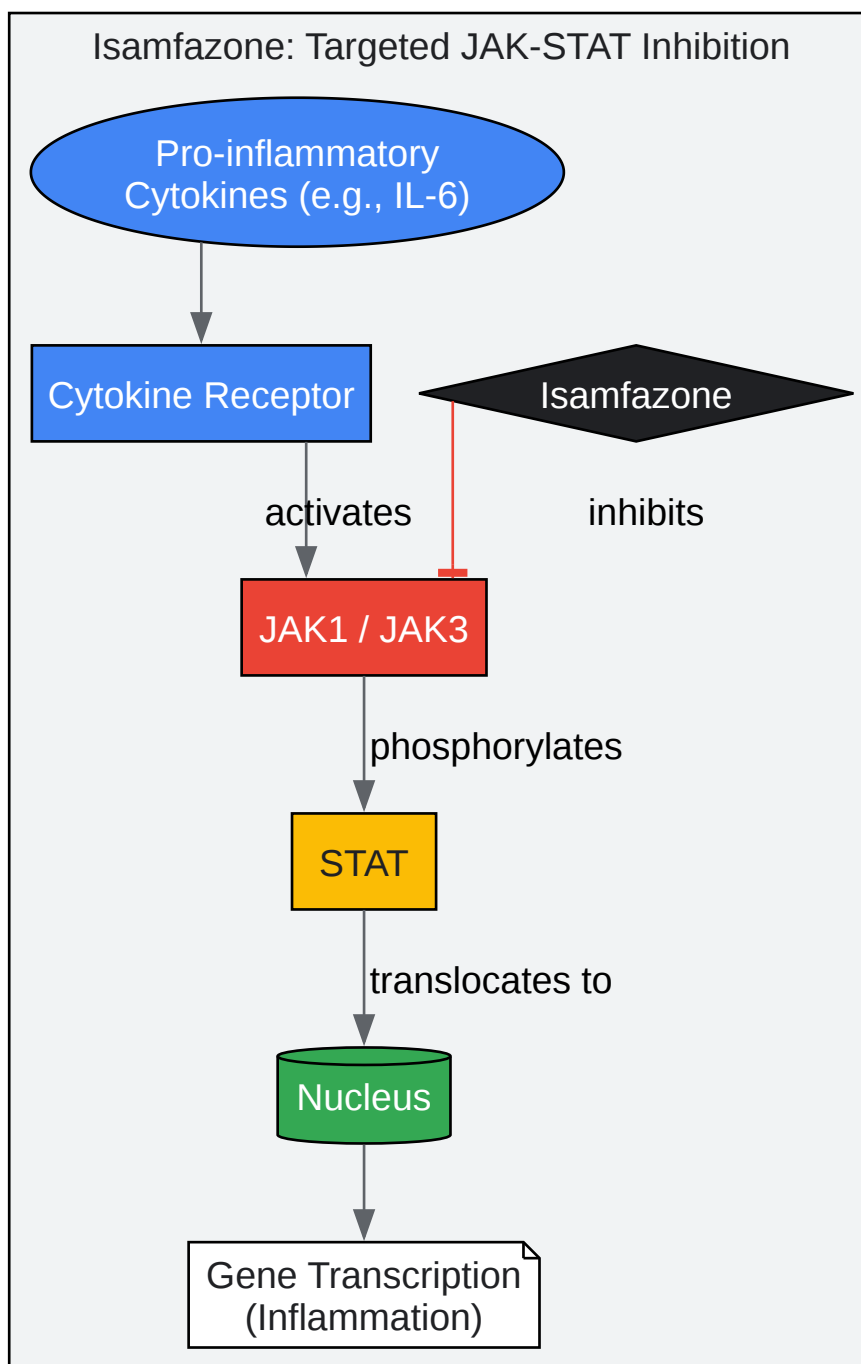 Isamfazone: Targeted JAK-STAT Inhibition
Pro-inflammatory
Cytokines (e.g., IL-6)
Cytokine Receptor
Isamfazone
activates
inhibits
JAK1 / JAK3
phosphorylates
STAT
translocates to
Nucleus
Gene Transcription
(Inflammation)